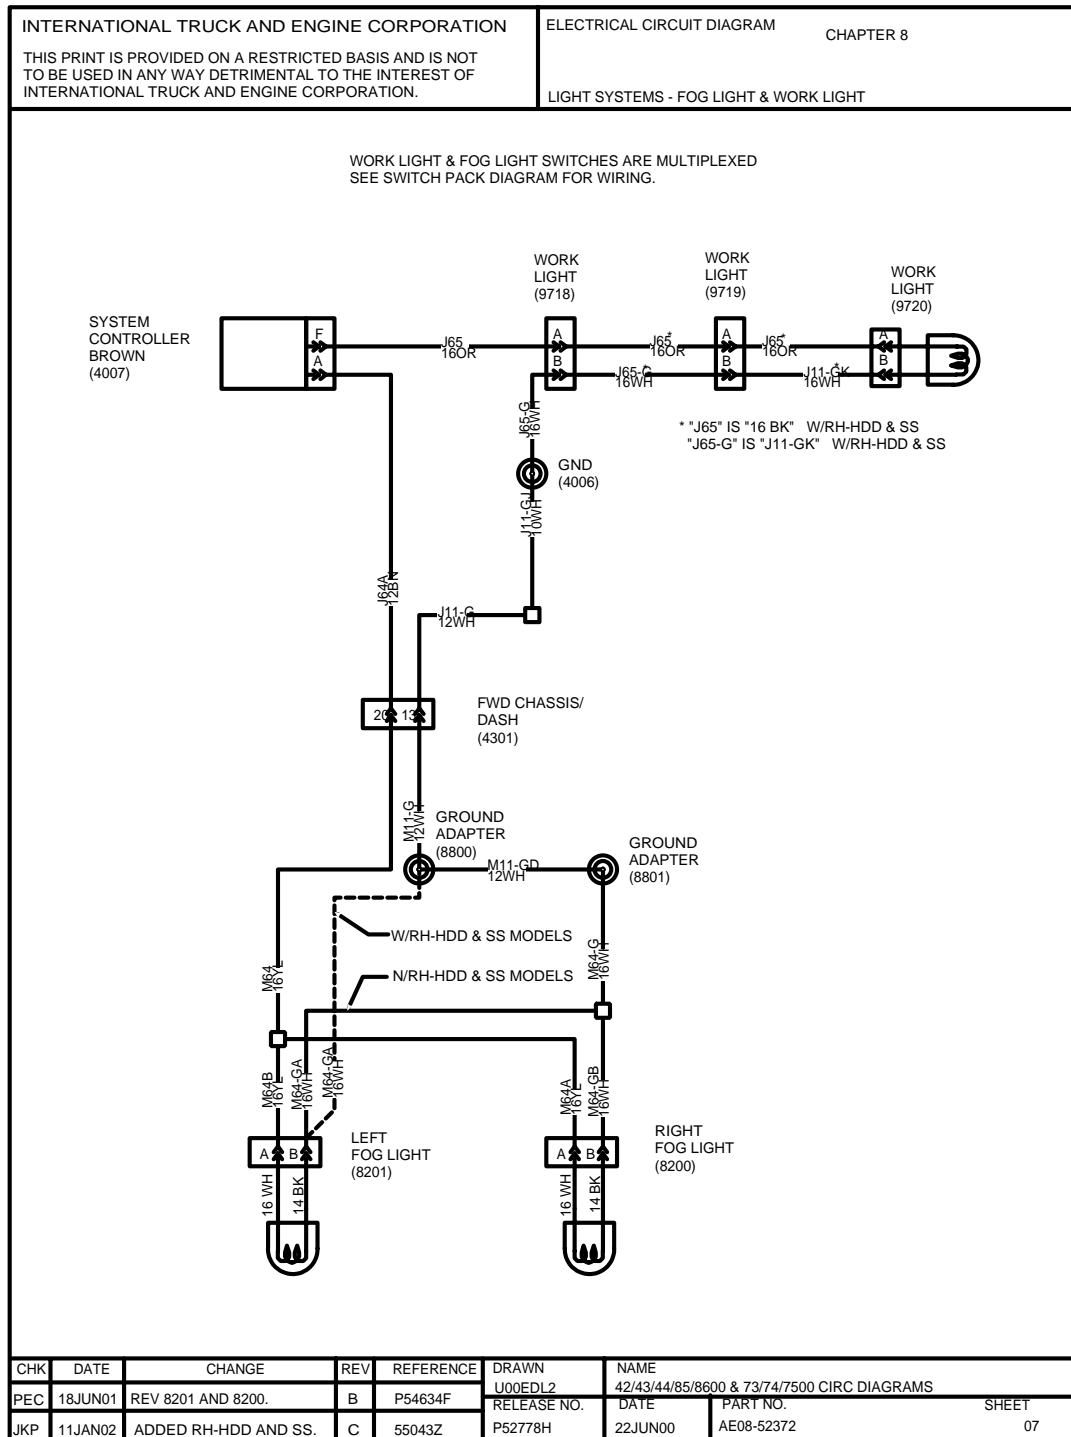 INTERNATIONAL TRUCK AND ENGINE CORPORATION
THIS PRINT IS PROVIDED ON A RESTRICTED BASIS AND IS NOT
TO BE USED IN ANY WAY DETRIMENTAL TO THE INTEREST OF
INTERNATIONAL TRUCK AND ENGINE CORPORATION.
ELECTRICAL CIRCUIT DIAGRAM
CHAPTER 8
LIGHT SYSTEMS - FOG LIGHT & WORK LIGHT
WORK LIGHT & FOG LIGHT SWITCHES ARE MULTIPLEXED
SEE SWITCH PACK DIAGRAM FOR WIRING.
WORK
LIGHT
(9718)
WORK
LIGHT
(9719)
WORK
LIGHT
(9720)
SYSTEM
CONTROLLER
BROWN
(4007)
F
A
J65
16OR
A
B
J65*
16OR
J65-G
16WH
A
B
J65*
16OR
J11-GK*
16WH
A
B
J65-G
16WH
* "J65" IS "16 BK" W/RH-HDD & SS
"J65-G" IS "J11-GK" W/RH-HDD & SS
GND
(4006)
J11-GJ
10WH
J64A
12BN
J11-G
12WH
20
13
FWD CHASSIS/
DASH
(4301)
M11-G
12WH
GROUND
ADAPTER
(8800)
M11-GD
12WH
GROUND
ADAPTER
(8801)
W/RH-HDD & SS MODELS
N/RH-HDD & SS MODELS
M64
16YL
M64-G
16WH
M64B
16YL
M64-GA
16WH
M64-GA
16WH
M64A
16YL
M64-GB
16WH
A
B
LEFT
FOG LIGHT
(8201)
A
B
RIGHT
FOG LIGHT
(8200)
16 WH
14 BK
16 WH
14 BK
CHK DATE CHANGE REV REFERENCE
PEC 18JUN01 REV 8201 AND 8200. B P54634F
JKP 11JAN02 ADDED RH-HDD AND SS. C 55043Z
DRAWN
U00EDL2
NAME
42/43/44/85/8600 & 73/74/7500 CIRC DIAGRAMS
RELEASE NO.
P52778H
DATE
22JUN00
PART NO.
AE08-52372
SHEET
07